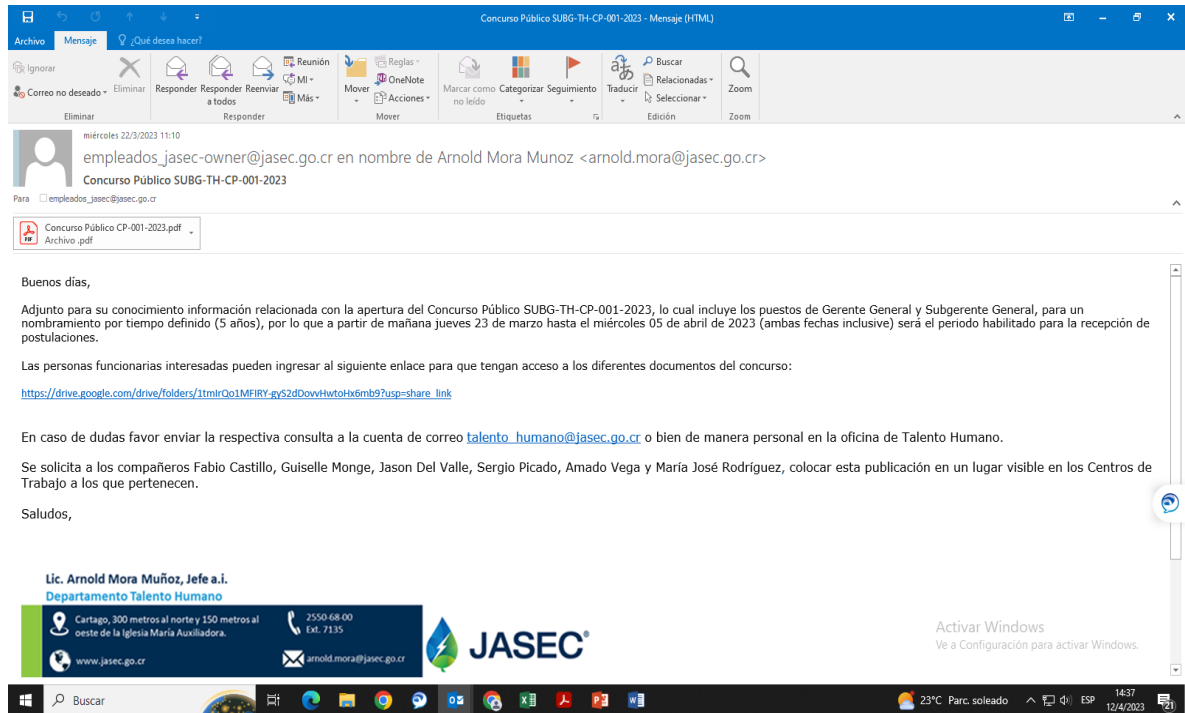 Concurso Público SUBG-TH-CP-001-2023 - Mensaje (HTML)
Archivo Mensaje ¿Qué desea hacer?
Ignorar
Correo no deseado
Eliminar
Responder
Responder a todos
Reenviar
Reunión
MI
Más
Mover
Reglas
OneNote
Acciones
Marcar como no leído
Categorizar
Seguimiento
Traducir
Buscar
Relacionadas
Seleccionar
Zoom
Eliminar Responder Mover Etiquetas Edición Zoom
miércoles 22/3/2023 11:10
empleados_jasec-owner@jasec.go.cr en nombre de Arnold Mora Munoz <arnold.mora@jasec.go.cr>
Concurso Público SUBG-TH-CP-001-2023
Para empleados_jasec@jasec.go.cr
PDF
Concurso Público CP-001-2023.pdf
Archivo .pdf
Buenos días,
Adjunto para su conocimiento información relacionada con la apertura del Concurso Público SUBG-TH-CP-001-2023, lo cual incluye los puestos de Gerente General y Subgerente General, para un
nombramiento por tiempo definido (5 años), por lo que a partir de mañana jueves 23 de marzo hasta el miércoles 05 de abril de 2023 (ambas fechas inclusive) será el periodo habilitado para la recepción de
postulaciones.
Las personas funcionarias interesadas pueden ingresar al siguiente enlace para que tengan acceso a los diferentes documentos del concurso:
https://drive.google.com/drive/folders/1tmIrQo1MFIRY-gyS2dDovvHwtoHx6mb9?usp=share_link
En caso de dudas favor enviar la respectiva consulta a la cuenta de correo talento_humano@jasec.go.cr o bien de manera personal en la oficina de Talento Humano.
Se solicita a los compañeros Fabio Castillo, Guiselle Monge, Jason Del Valle, Sergio Picado, Amado Vega y María José Rodríguez, colocar esta publicación en un lugar visible en los Centros de
Trabajo a los que pertenecen.
Saludos,
Lic. Arnold Mora Muñoz, Jefe a.i.
Departamento Talento Humano
Cartago, 300 metros al norte y 150 metros al
oeste de la Iglesia María Auxiliadora.
2550-68-00
Ext. 7135
www.jasec.go.cr
arnold.mora@jasec.go.cr
JASEC®
Activar Windows
Ve a Configuración para activar Windows.
Buscar
23°C Parc. soleado
ESP
14:37
12/4/2023
21